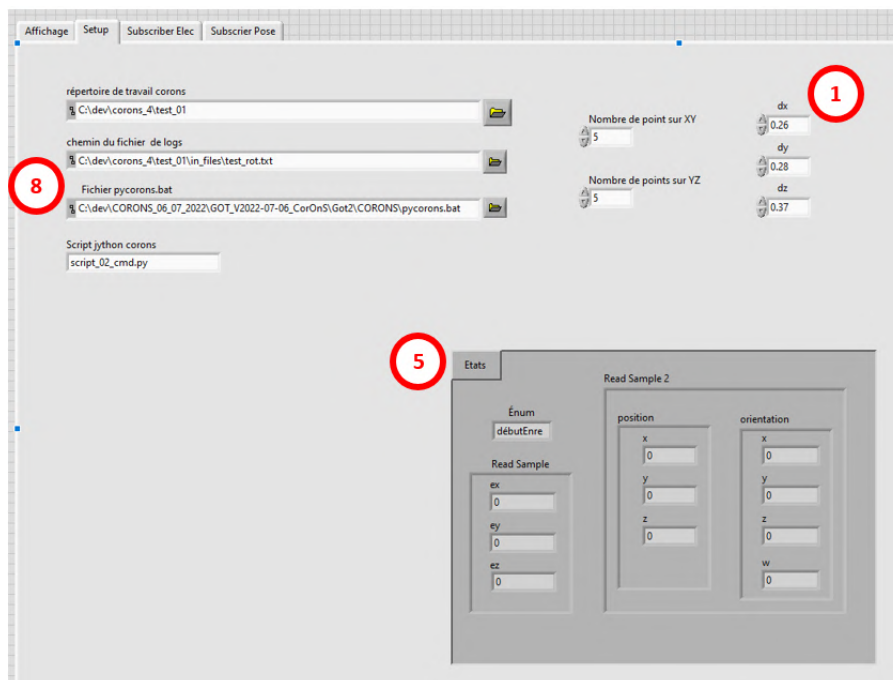 Affichage Setup Subscriber Elec Subscrier Pose
répertoire de travail corons
C:\dev\corons_4\test_01
chemin du fichier de logs
C:\dev\corons_4\test_01\in_files\test_rot.txt
8
Fichier pycorons.bat
C:\dev\CORONS_06_07_2022\GOT_V2022-07-06_CorOnS\Got2\CORONS\pycorons.bat
Script jython corons
script_02_cmd.py
Nombre de point sur XY
5
Nombre de points sur YZ
5
1
dx
0.26
dy
0.28
dz
0.37
5
Etats
Énum
débutEnre
Read Sample
ex
0
ey
0
ez
0
Read Sample 2
position
x
0
y
0
z
0
orientation
x
0
y
0
z
0
w
0